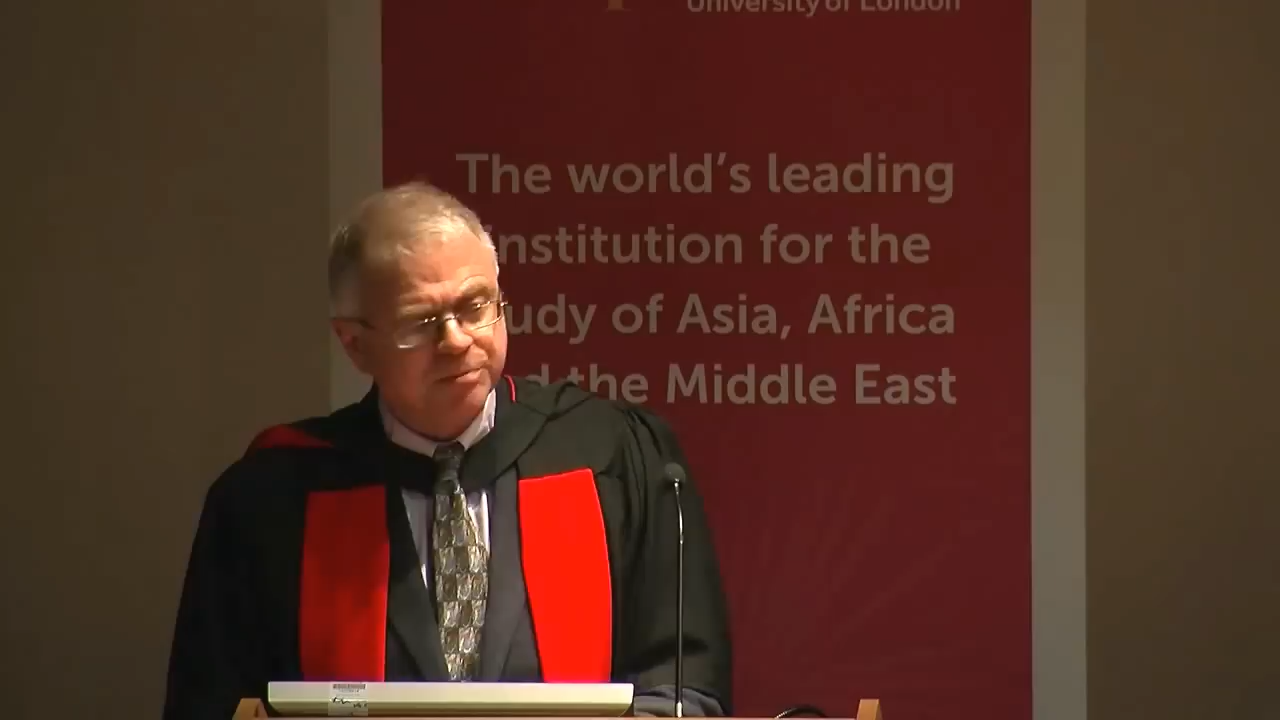 University of London
The world's leading
institution for the
udy of Asia, Africa
d the Middle East